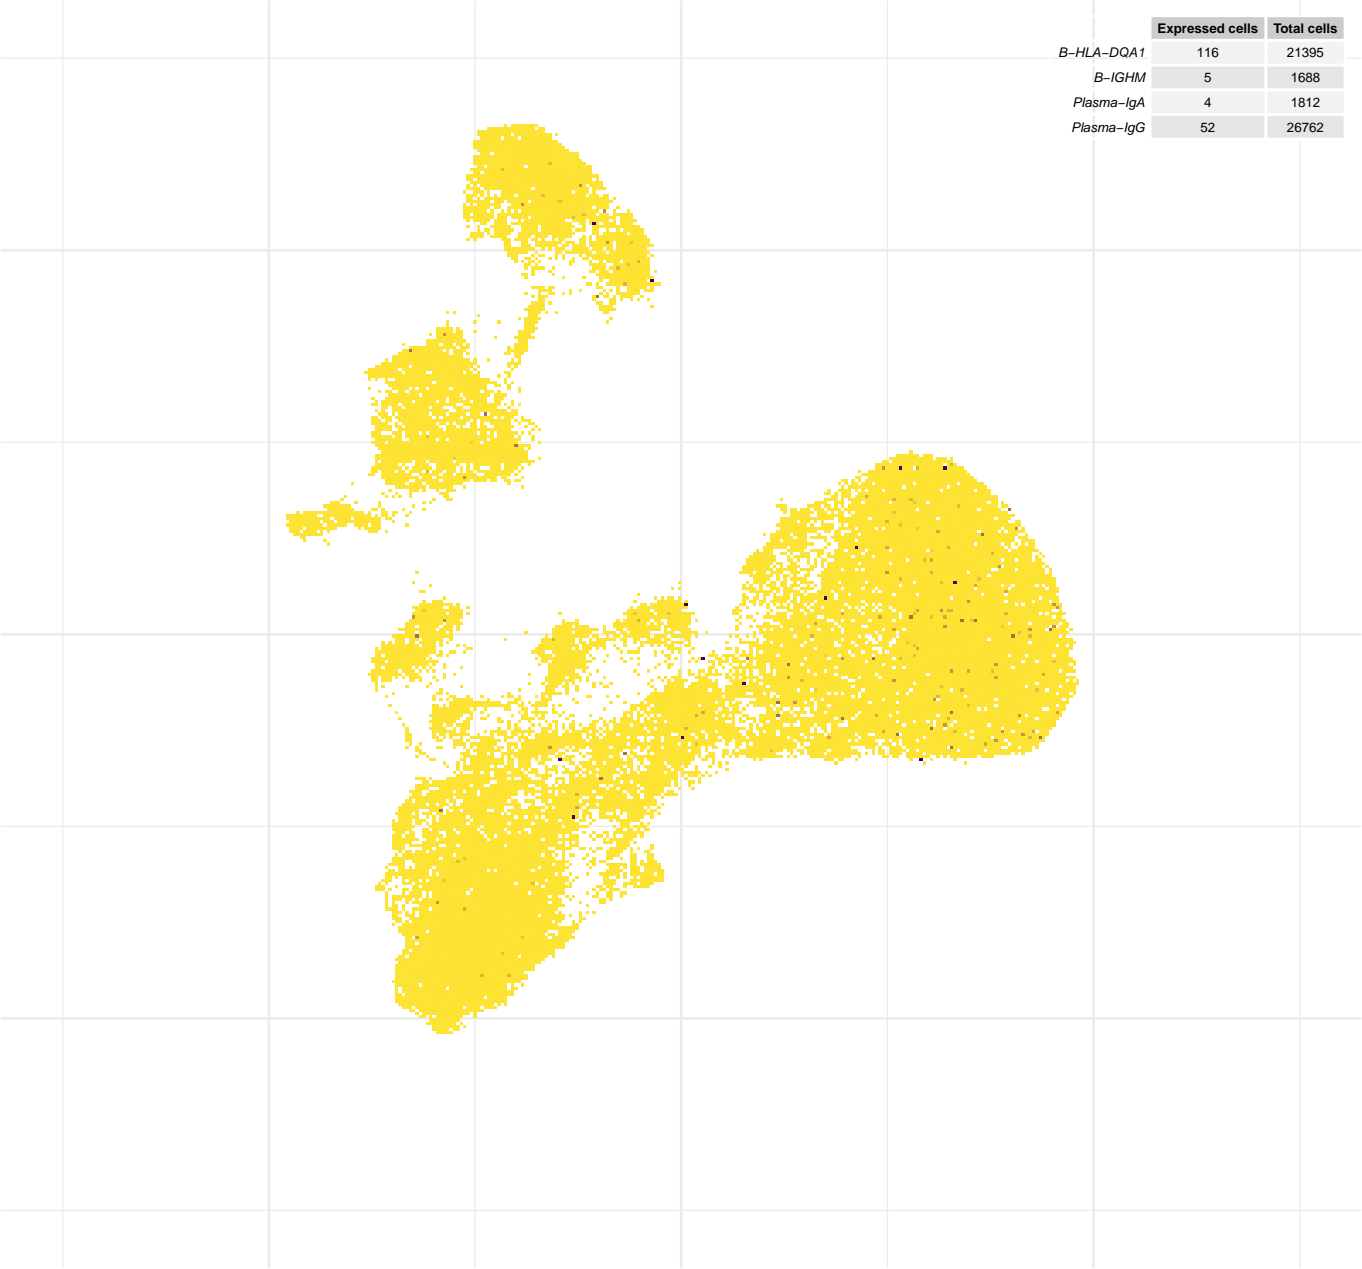 Expressed cells Total cells
B−HLA−DQA1 116 21395
B−IGHM 5 1688
Plasma−IgA 4 1812
Plasma−IgG 52 26762